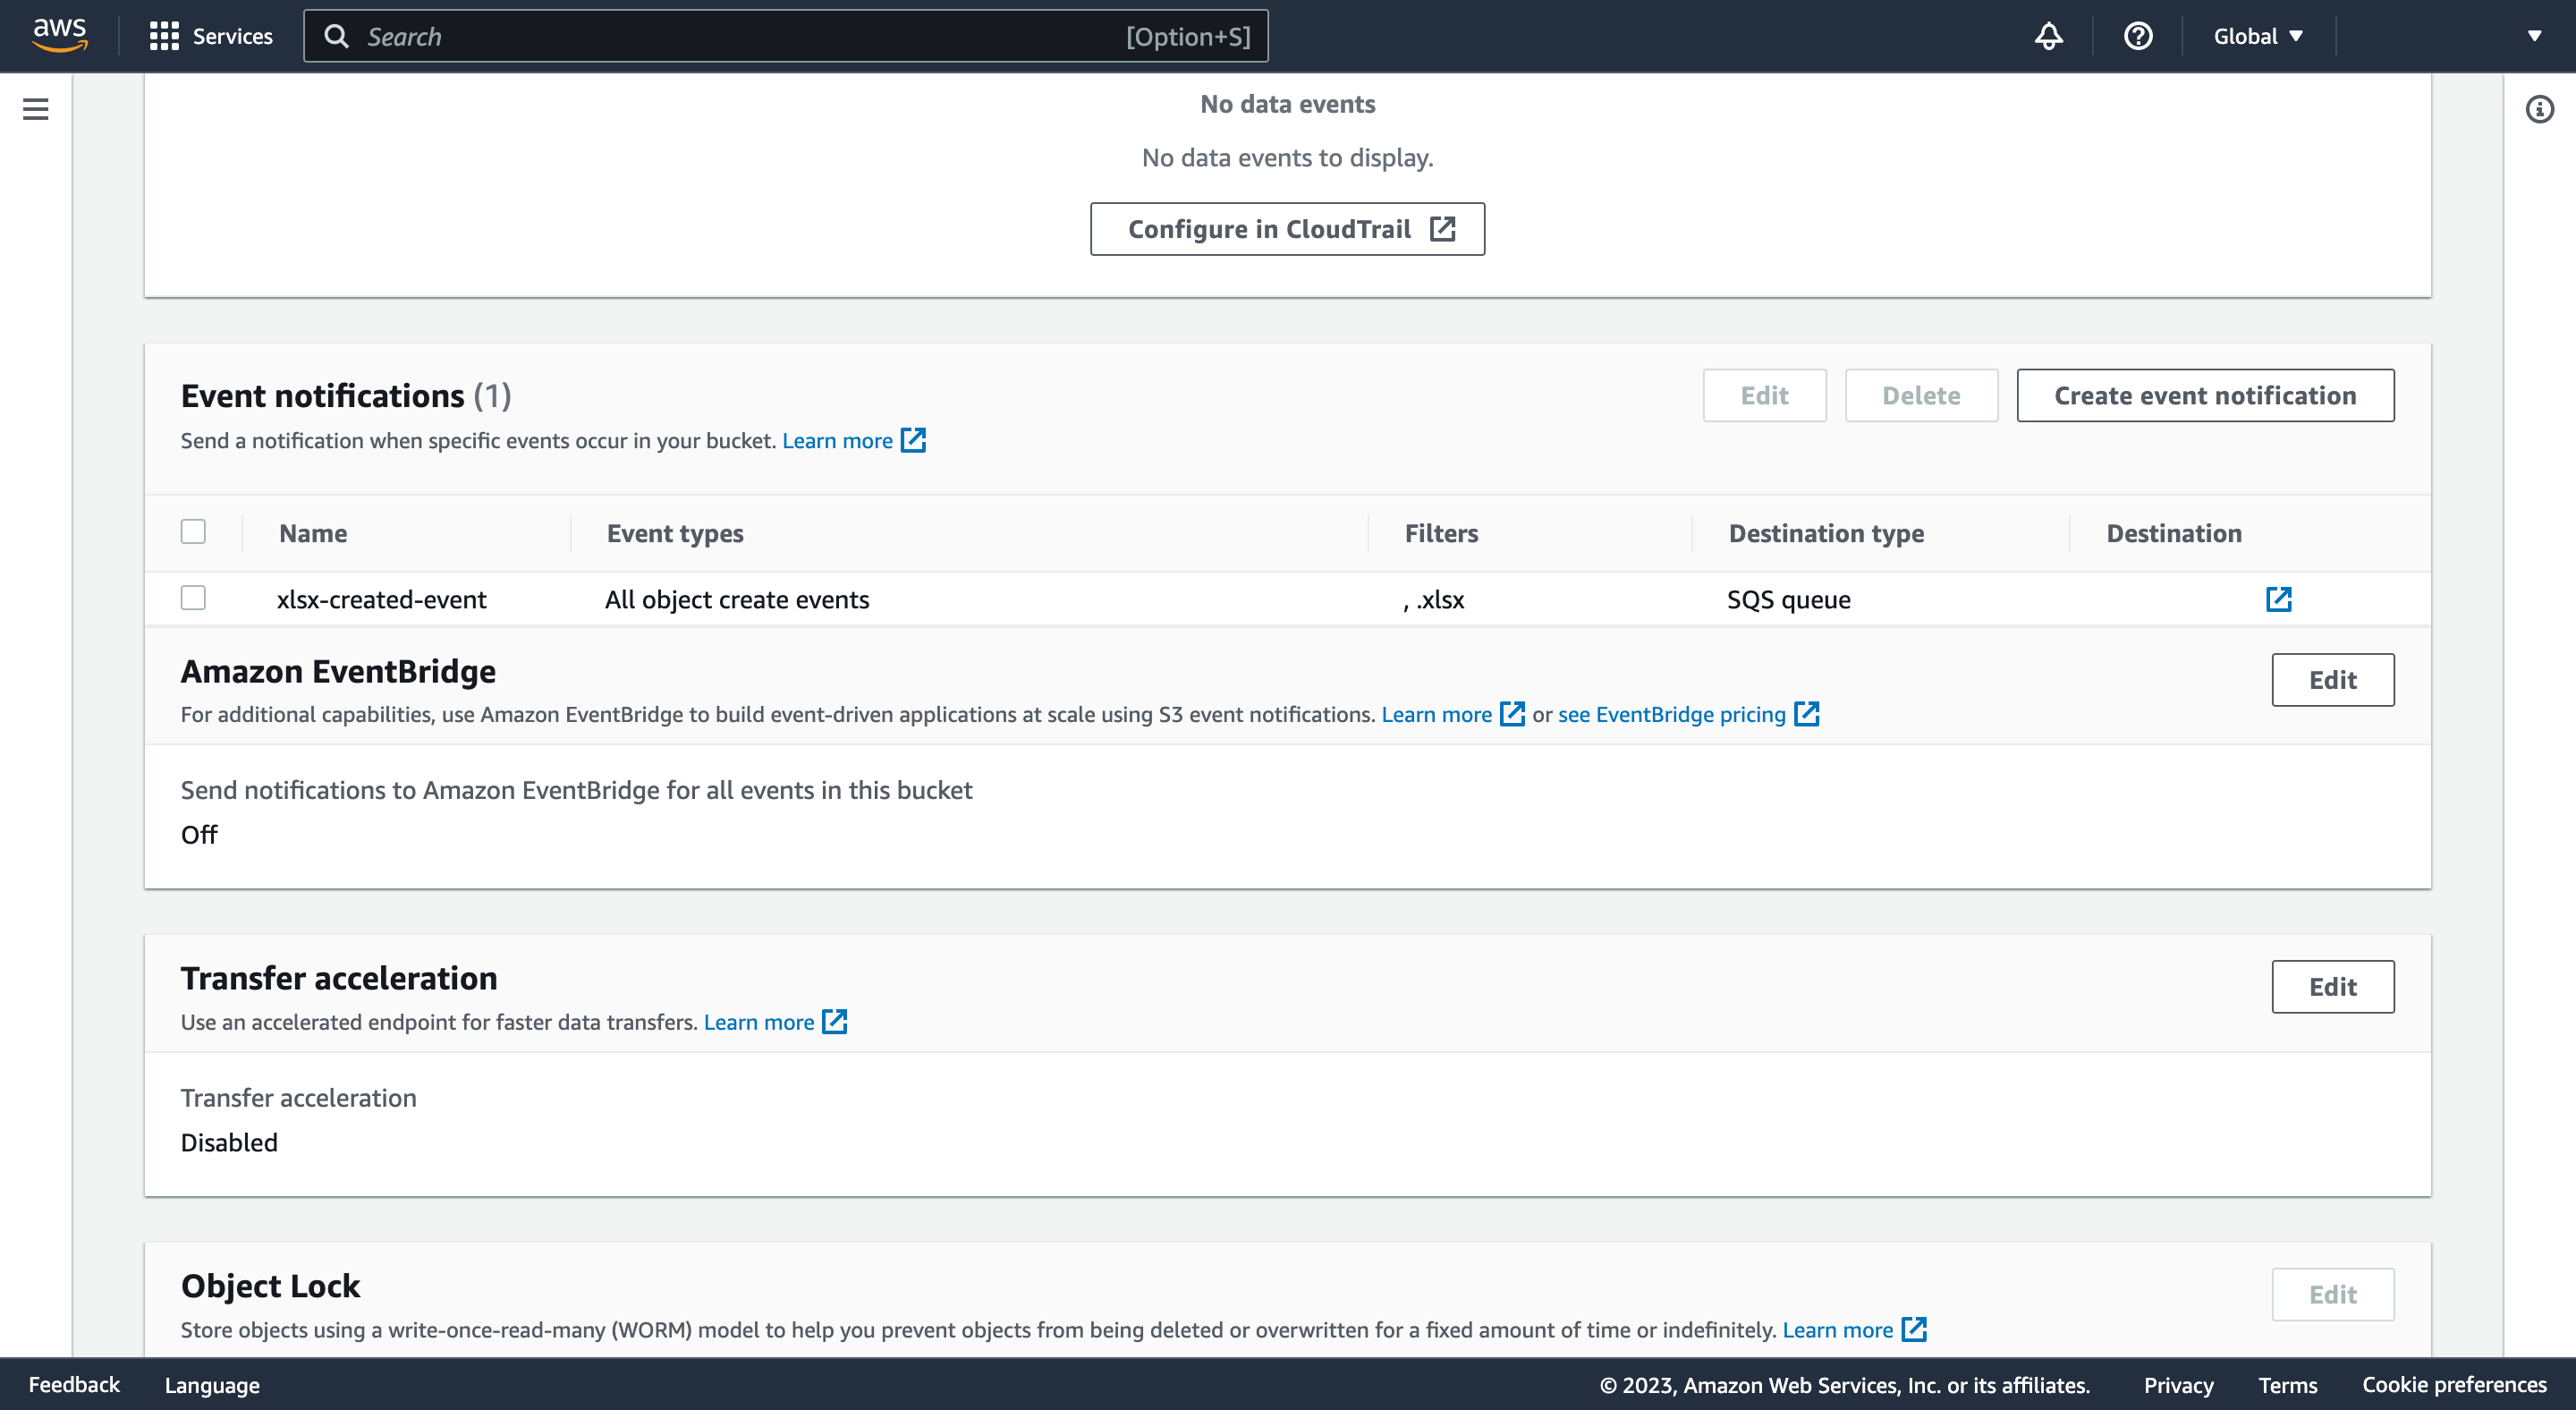 aws
Services
Search [Option+S]
Global
No data events
No data events to display.
Configure in CloudTrail
Event notifications (1)
Edit
Delete
Create event notification
Send a notification when specific events occur in your bucket. Learn more
Name Event types Filters Destination type Destination
xlsx-created-event All object create events , .xlsx SQS queue
Amazon EventBridge
Edit
For additional capabilities, use Amazon EventBridge to build event-driven applications at scale using S3 event notifications. Learn more or see EventBridge pricing
Send notifications to Amazon EventBridge for all events in this bucket
Off
Transfer acceleration
Edit
Use an accelerated endpoint for faster data transfers. Learn more
Transfer acceleration
Disabled
Object Lock
Edit
Store objects using a write-once-read-many (WORM) model to help you prevent objects from being deleted or overwritten for a fixed amount of time or indefinitely. Learn more
Feedback Language © 2023, Amazon Web Services, Inc. or its affiliates. Privacy Terms Cookie preferences